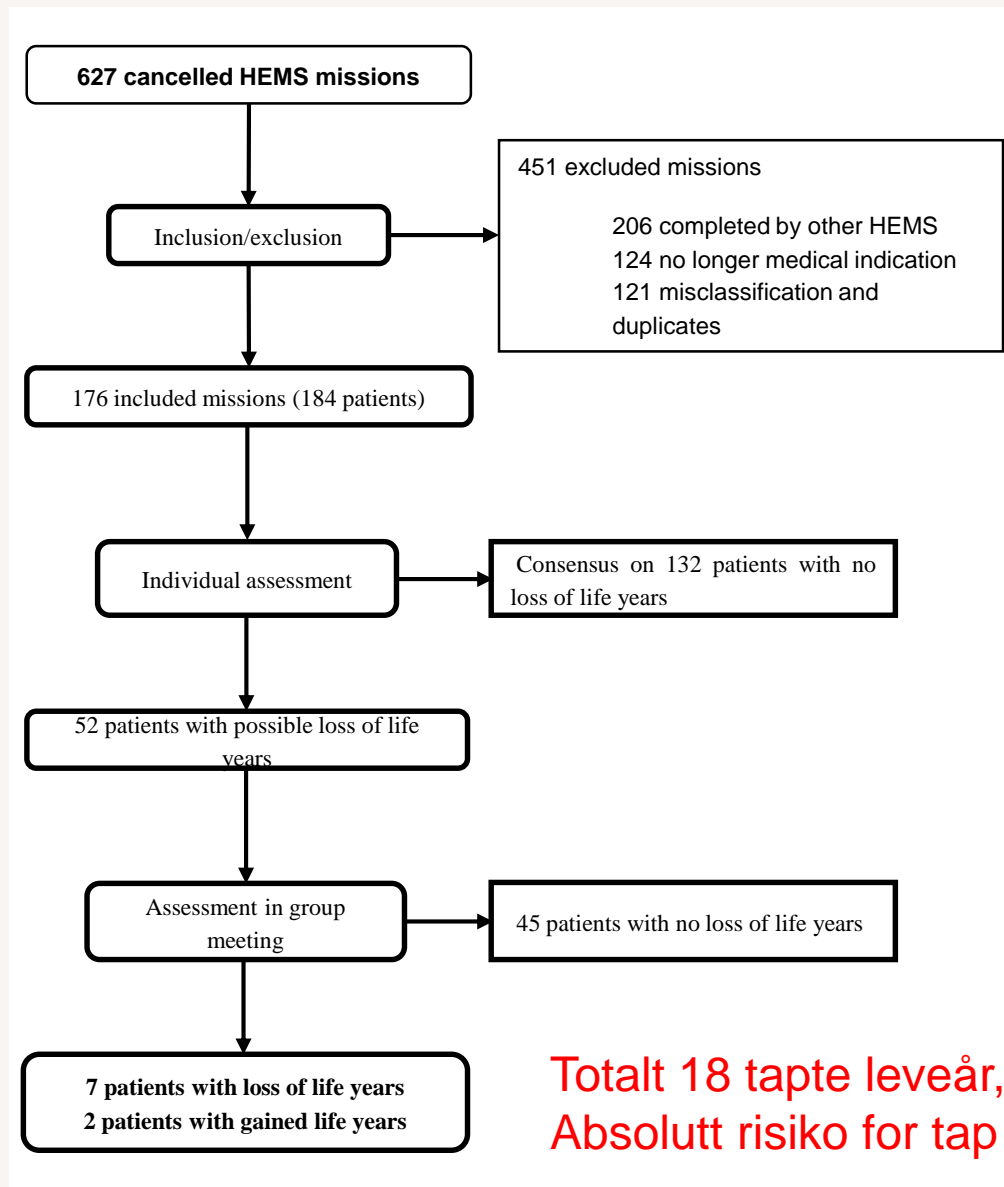 627 cancelled HEMS missions
451 excluded missions
206 completed by other HEMS
124 no longer medical indication
121 misclassification and
duplicates
Inclusion/exclusion
176 included missions (184 patients)
Individual assessment
Consensus on 132 patients with no
loss of life years
52 patients with possible loss of life
years
Assessment in group
meeting
45 patients with no loss of life years
7 patients with loss of life years
2 patients with gained life years
Totalt 18 tapte leveår,
Absolutt risiko for tap